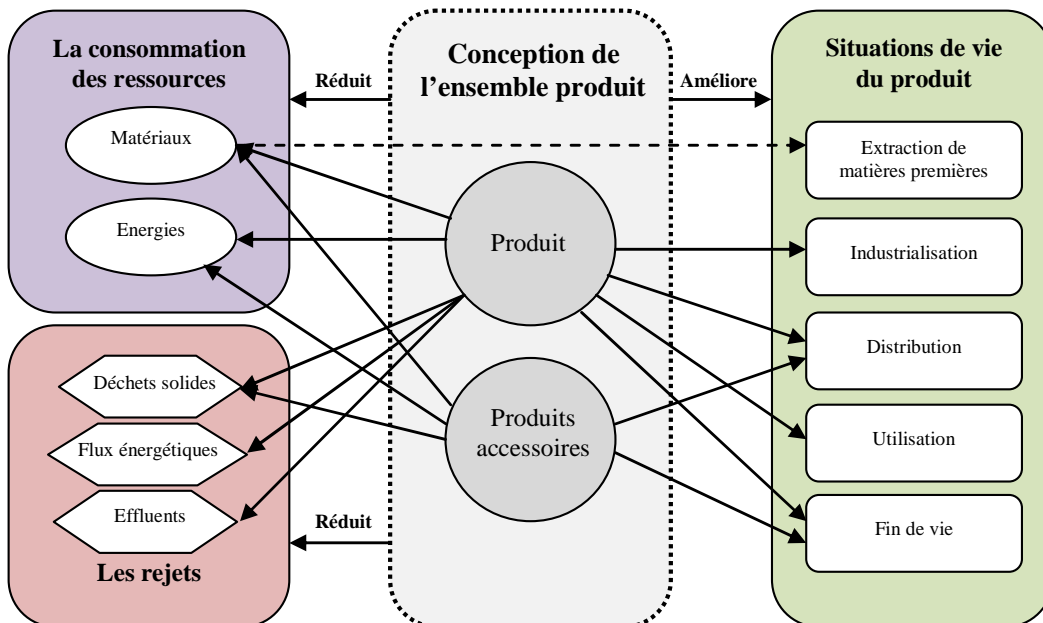 La consommation
des ressources
Matériaux
Energies
Déchets solides
Flux énergétiques
Effluents
Les rejets
Réduit
Réduit
Conception de
l’ensemble produit
Produit
Produits
accessoires
Améliore
Situations de vie
du produit
Extraction de
matières premières
Industrialisation
Distribution
Utilisation
Fin de vie